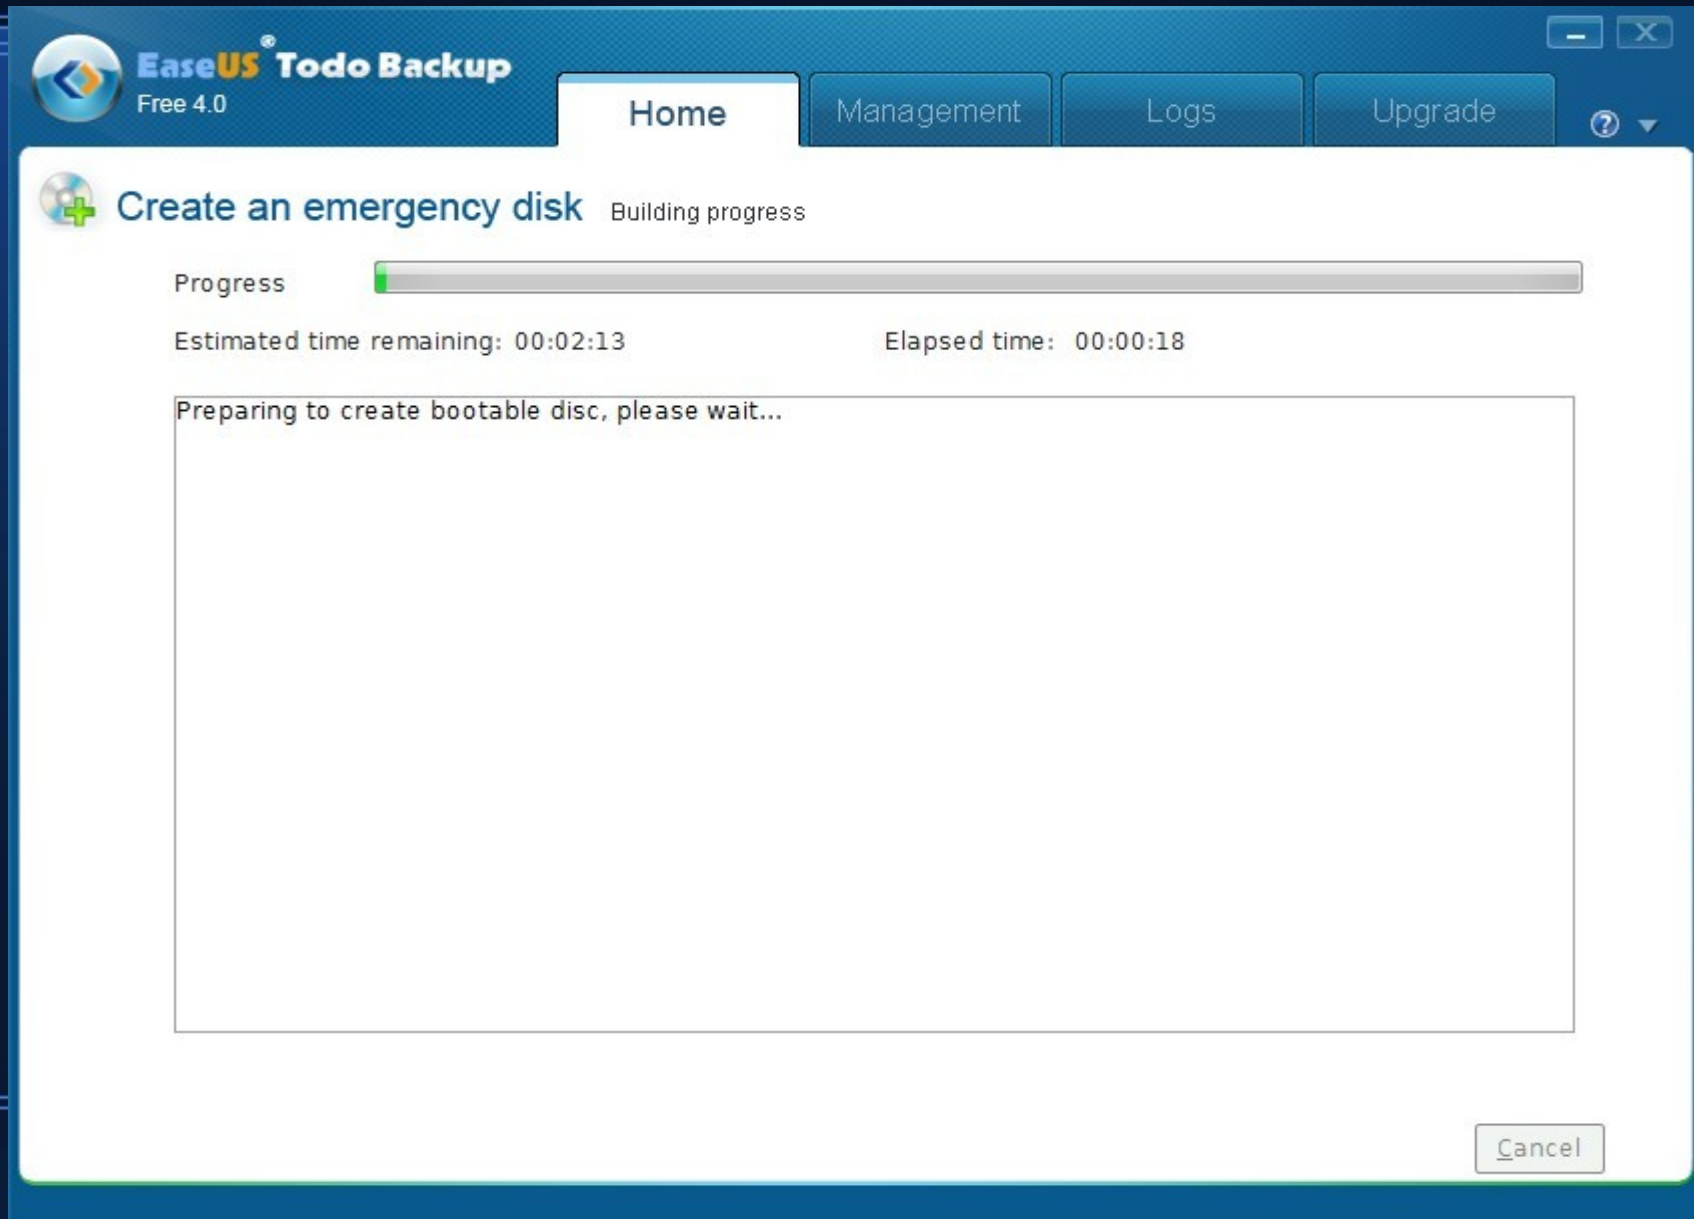 EaseUS® Todo Backup
Free 4.0
Home
Management
Logs
Upgrade
?
X
Create an emergency disk Building progress
Progress
Estimated time remaining: 00:02:13
Elapsed time: 00:00:18
Preparing to create bootable disc, please wait...
Cancel